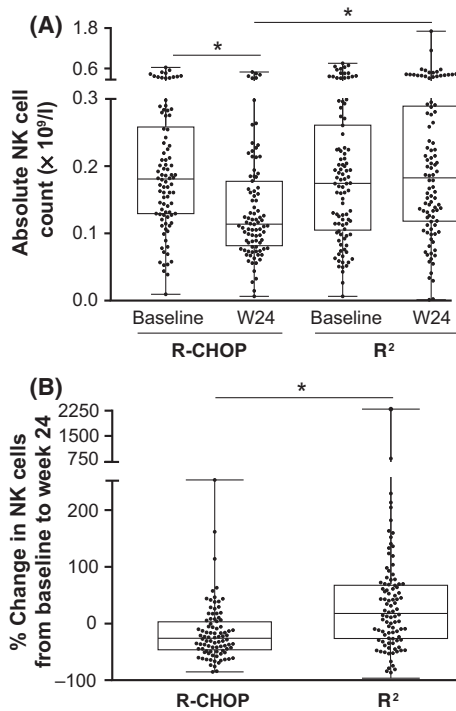 (A)
*
*
1.8
0.6
0.3
0.2
0.1
0.0
Absolute NK cell
count (× 10⁹/l)
Baseline W24 Baseline W24
R-CHOP R²
(B)
*
2250
1500
750
200
100
0
–100
% Change in NK cells
from baseline to week 24
R-CHOP R²